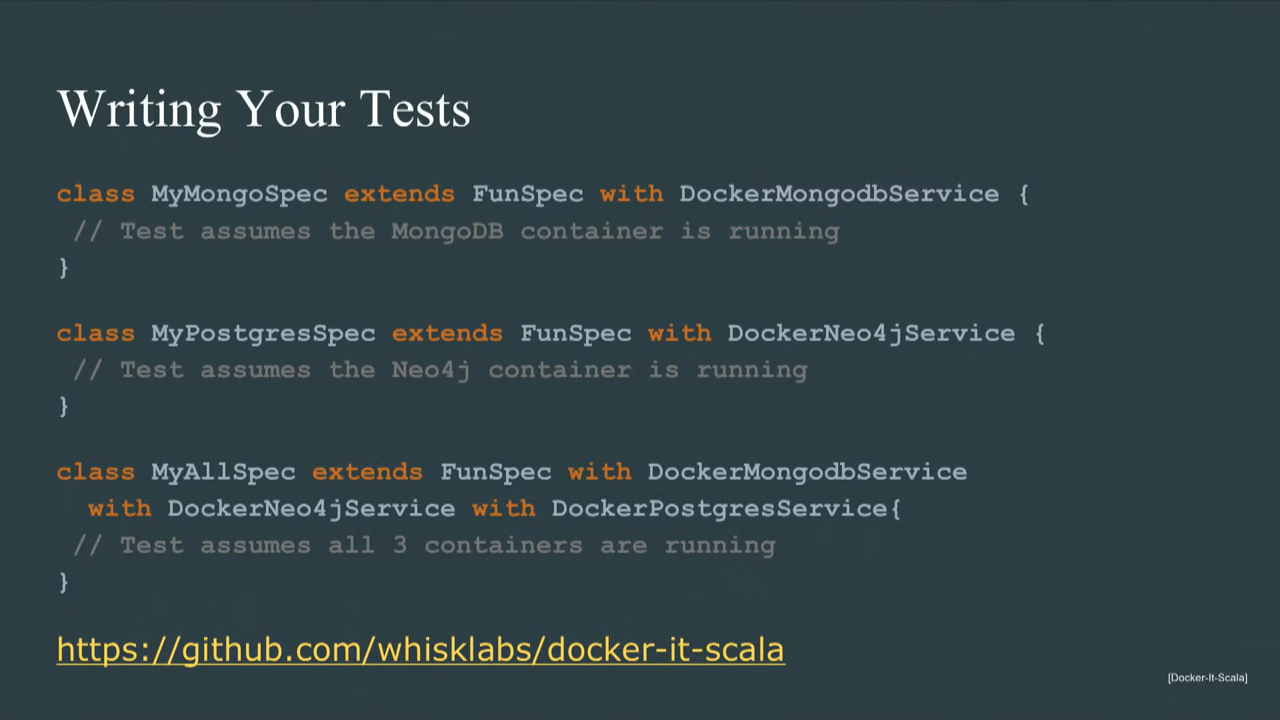 Writing Your Tests
class MyMongoSpec extends FunSpec with DockerMongodbService {
// Test assumes the MongoDB container is running
}
class MyPostgresSpec extends FunSpec with DockerNeo4jService {
// Test assumes the Neo4j container is running
}
class MyAllSpec extends FunSpec with DockerMongodbService
with DockerNeo4jService with DockerPostgresService{
// Test assumes all 3 containers are running
}
https://github.com/whisklabs/docker-it-scala
[Docker-It-Scala]